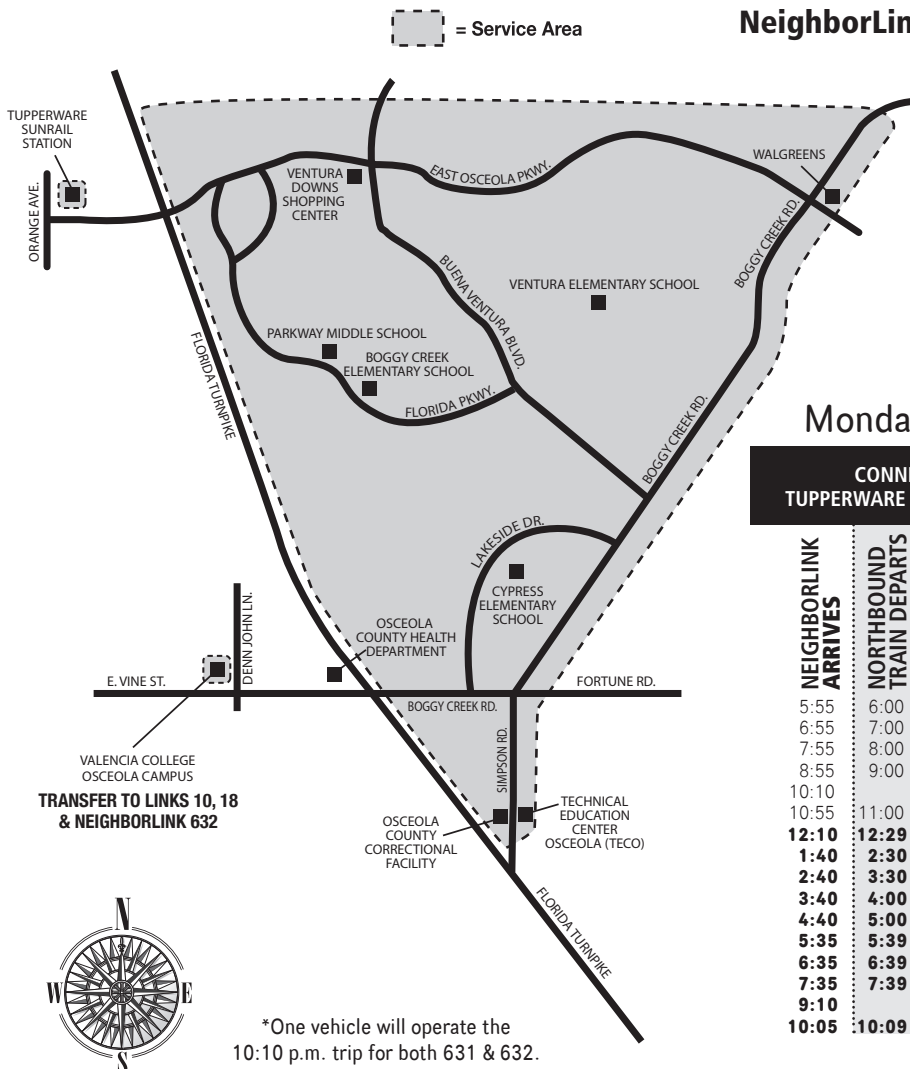 = Service Area
NeighborLin
TUPPERWARE
SUNRAIL
STATION
ORANGE AVE.
VENTURA
DOWNS
SHOPPING
CENTER
EAST OSCEOLA PKWY.
WALGREENS
BOGGY CREEK RD.
BUENA VENTURA BLVD.
VENTURA ELEMENTARY SCHOOL
PARKWAY MIDDLE SCHOOL
BOGGY CREEK
ELEMENTARY SCHOOL
FLORIDA PKWY.
FLORIDA TURNPIKE
BOGGY CREEK RD.
LAKESIDE DR.
CYPRESS
ELEMENTARY
SCHOOL
OSCEOLA
COUNTY HEALTH
DEPARTMENT
DENN JOHN LN.
E. VINE ST.
FORTUNE RD.
BOGGY CREEK RD.
SIMPSON RD.
VALENCIA COLLEGE
OSCEOLA CAMPUS
TRANSFER TO LINKS 10, 18
& NEIGHBORLINK 632
OSCEOLA
COUNTY
CORRECTIONAL
FACILITY
TECHNICAL
EDUCATION
CENTER
OSCEOLA (TECO)
FLORIDA TURNPIKE
N
W E
S
*One vehicle will operate the
10:10 p.m. trip for both 631 & 632.
Monda
CONNE
TUPPERWARE
NEIGHBORLINK
ARRIVES
NORTHBOUND
TRAIN DEPARTS
5:55 6:00
6:55 7:00
7:55 8:00
8:55 9:00
10:10
10:55 11:00
12:10 12:29
1:40 2:30
2:40 3:30
3:40 4:00
4:40 5:00
5:35 5:39
6:35 6:39
7:35 7:39
9:10
10:05 10:09